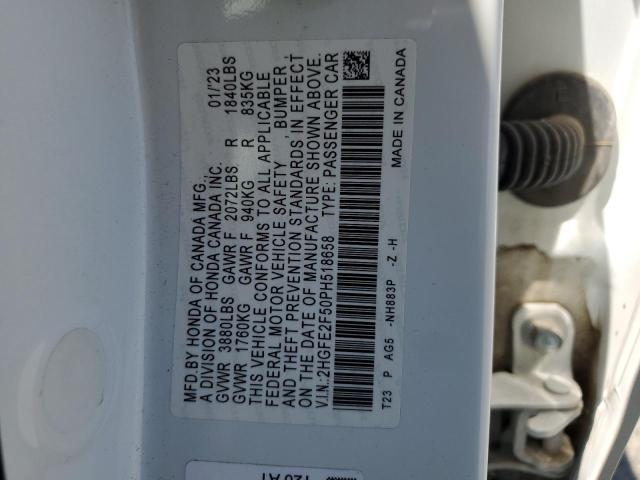 MFD. BY HONDA OF CANADA MFG., 01/23
A DIVISION OF HONDA CANADA INC.
GVWR 3880LBS GAWR F 2072LBS R 1840LBS
GVWR 1760KG GAWR F 940KG R 835KG
THIS VEHICLE CONFORMS TO ALL APPLICABLE
FEDERAL MOTOR VEHICLE SAFETY , BUMPER ,
AND THEFT PREVENTION STANDARDS IN EFFECT
ON THE DATE OF MANUFACTURE SHOWN ABOVE.
V.I.N.:2HGFE2F50PH518658 TYPE: PASSENGER CAR
T23 P AG5 -NH883P -Z -H MADE IN CANADA